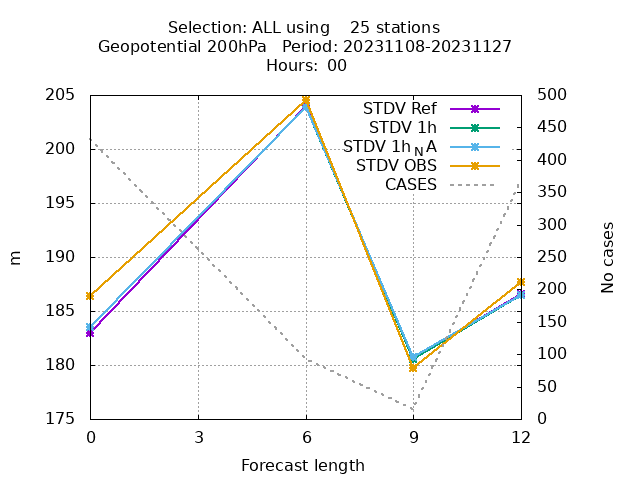 Selection: ALL using    25 stations
Geopotential 200hPa   Period: 20231108-20231127
Hours:  00
STDV Ref
STDV 1h
STDV 1h_N A
STDV OBS
CASES
205
200
195
190
185
180
175
m
500
450
400
350
300
250
200
150
100
50
0
No cases
0 3 6 9 12
Forecast length